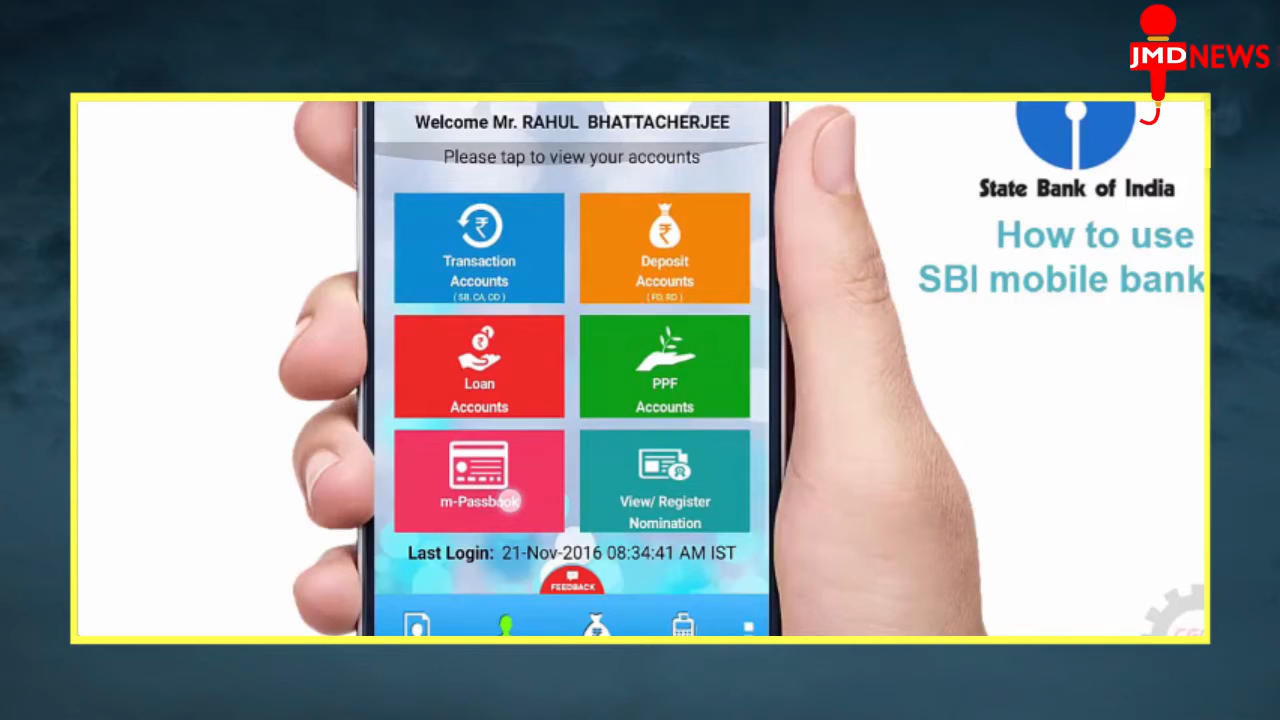 JMD NEWS
Welcome Mr. RAHUL BHATTACHERJEE
Please tap to view your accounts
Transaction
Accounts
( SB, CA, OD )
Deposit
Accounts
( FD, RD )
Loan
Accounts
PPF
Accounts
m-Passbook
View/ Register
Nomination
Last Login: 21-Nov-2016 08:34:41 AM IST
FEEDBACK
State Bank of India
How to use
SBI mobile bank